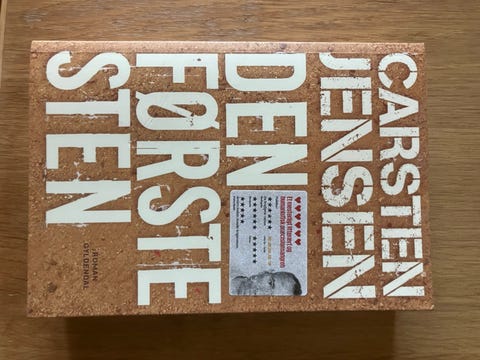 CARSTEN
JENSEN
DEN
FØRSTE
STEN
ROMAN
GYLDENDAL